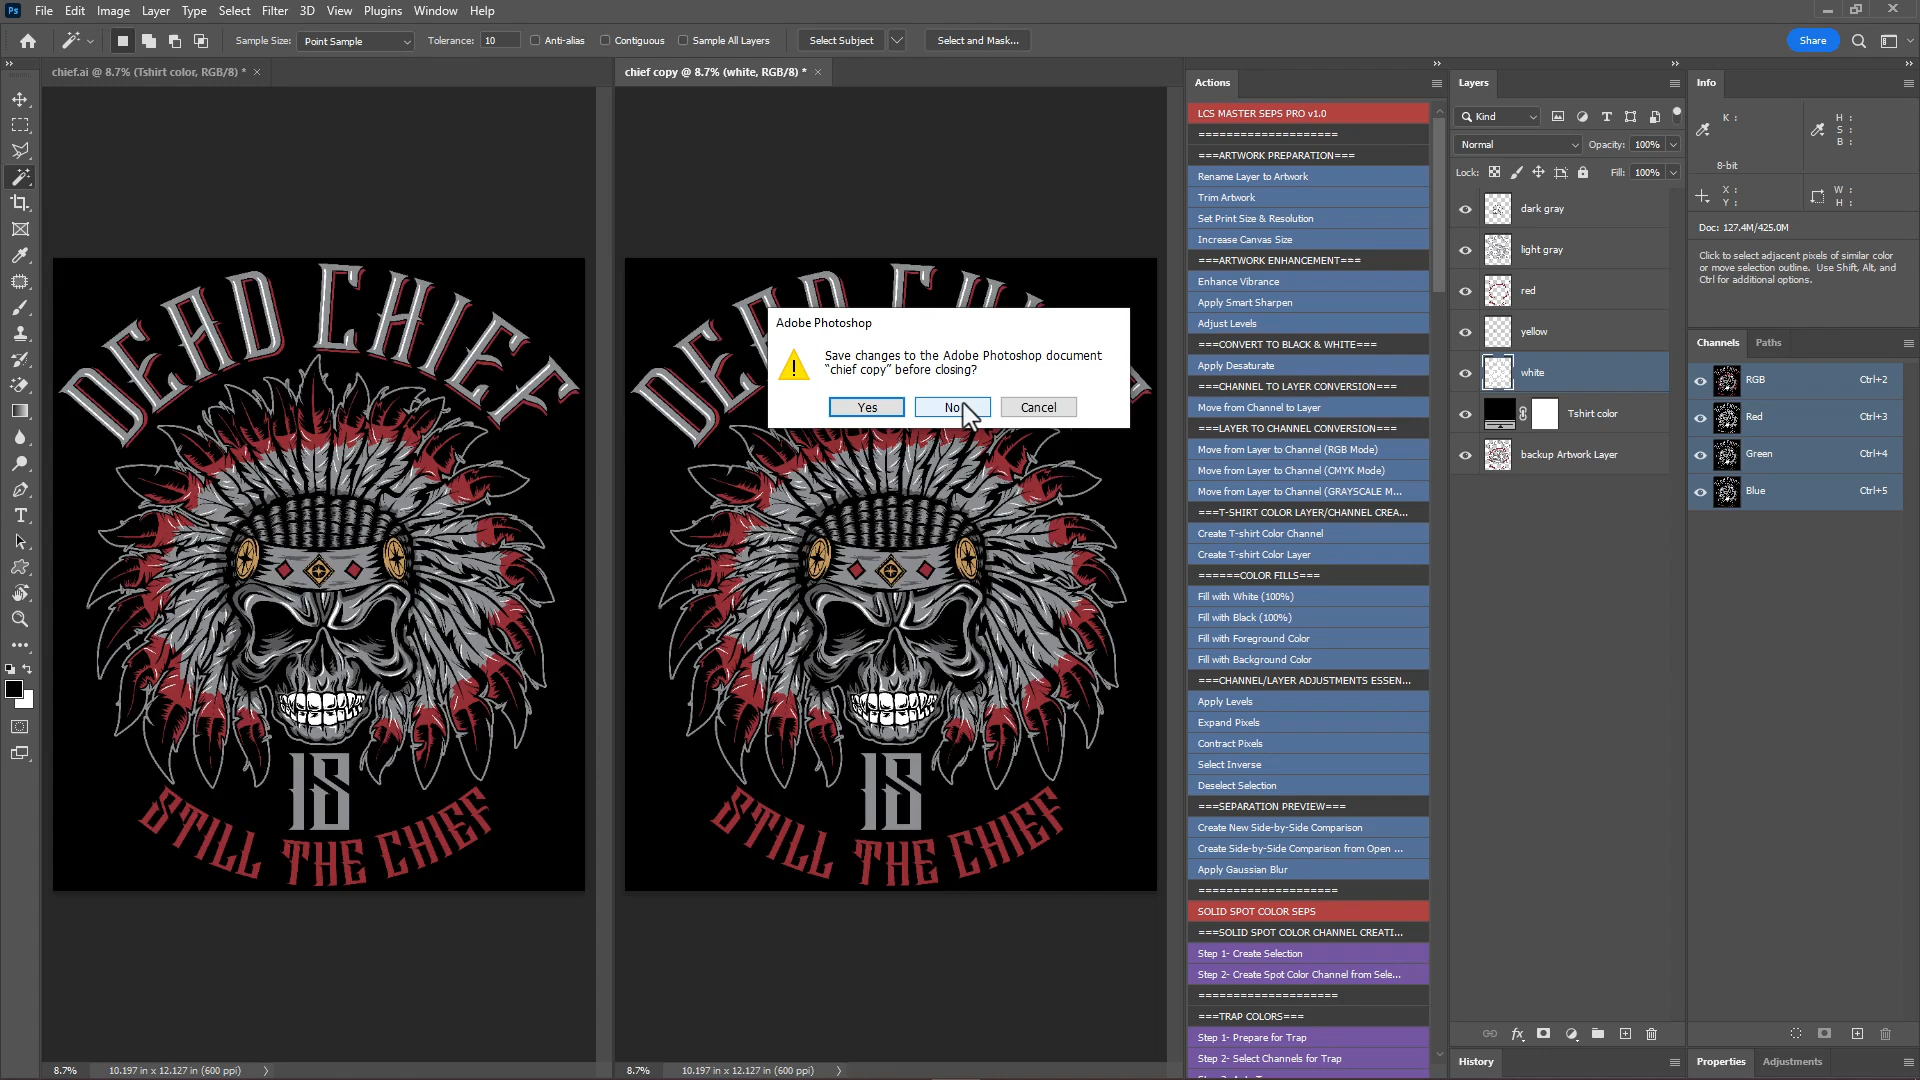 Ps File Edit Image Layer Type Select Filter 3D View Plugins Window Help
Sample Size: Point Sample Tolerance: 10 Anti-alias Contiguous Sample All Layers Select Subject Select and Mask... Share
chief.ai @ 8.7% (Tshirt color, RGB/8) * ×
chief copy @ 8.7% (white, RGB/8) * ×
DEAD CHIEF
IS
STILL THE CHIEF
8.7% 10.197 in x 12.127 in (600 ppi)
DEAD CHIEF
IS
STILL THE CHIEF
8.7% 10.197 in x 12.127 in (600 ppi)
Adobe Photoshop
Save changes to the Adobe Photoshop document
“chief copy” before closing?
Yes No Cancel
Actions
LCS MASTER SEPS PRO v1.0
====================
===ARTWORK PREPARATION===
Rename Layer to Artwork
Trim Artwork
Set Print Size & Resolution
Increase Canvas Size
===ARTWORK ENHANCEMENT===
Enhance Vibrance
Apply Smart Sharpen
Adjust Levels
===CONVERT TO BLACK & WHITE===
Apply Desaturate
===CHANNEL TO LAYER CONVERSION===
Move from Channel to Layer
===LAYER TO CHANNEL CONVERSION===
Move from Layer to Channel (RGB Mode)
Move from Layer to Channel (CMYK Mode)
Move from Layer to Channel (GRAYSCALE M...
===T-SHIRT COLOR LAYER/CHANNEL CREA...
Create T-shirt Color Channel
Create T-shirt Color Layer
======COLOR FILLS===
Fill with White (100%)
Fill with Black (100%)
Fill with Foreground Color
Fill with Background Color
===CHANNEL/LAYER ADJUSTMENTS ESSEN...
Apply Levels
Expand Pixels
Contract Pixels
Select Inverse
Deselect Selection
===SEPARATION PREVIEW===
Create New Side-by-Side Comparison
Create Side-by-Side Comparison from Open ...
Apply Gaussian Blur
====================
SOLID SPOT COLOR SEPS
===SOLID SPOT COLOR CHANNEL CREATI...
Step 1- Create Selection
Step 2- Create Spot Color Channel from Sele...
====================
===TRAP COLORS===
Step 1- Prepare for Trap
Step 2- Select Channels for Trap
Layers
Kind
Normal Opacity: 100%
Lock: Fill: 100%
dark gray
light gray
red
yellow
white
Tshirt color
backup Artwork Layer
History
Info
K :
H :
S :
B :
8-bit
X :
Y :
W :
H :
Doc: 127.4M/425.0M
Click to select adjacent pixels of similar color
or move selection outline. Use Shift, Alt, and
Ctrl for additional options.
Channels Paths
RGB Ctrl+2
Red Ctrl+3
Green Ctrl+4
Blue Ctrl+5
Properties Adjustments